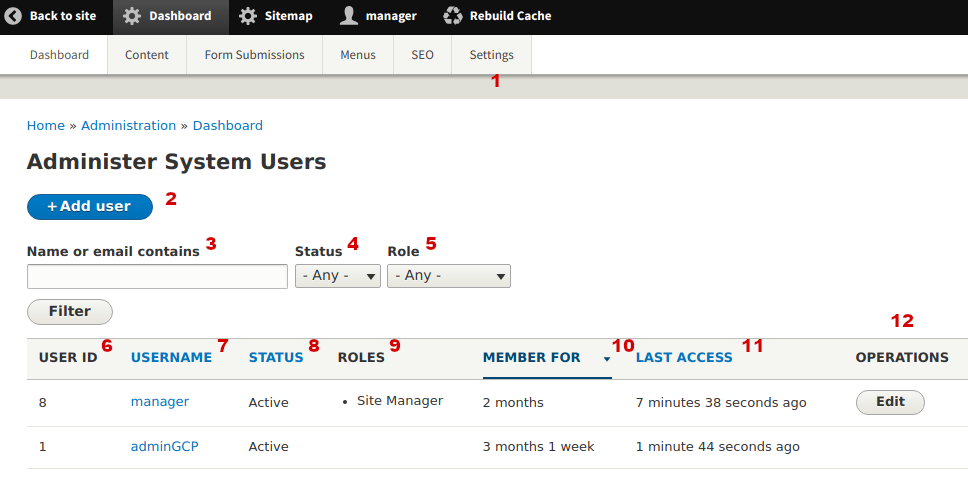 Back to site Dashboard Sitemap manager Rebuild Cache
Dashboard Content Form Submissions Menus SEO Settings
1
Home » Administration » Dashboard
Administer System Users
+Add user 2
Name or email contains 3 Status 4 Role 5
- Any - - Any -
Filter
12
USER ID 6 USERNAME 7 STATUS 8 ROLES 9 MEMBER FOR 10 LAST ACCESS 11 OPERATIONS
8 manager Active • Site Manager 2 months 7 minutes 38 seconds ago Edit
1 adminGCP Active 3 months 1 week 1 minute 44 seconds ago